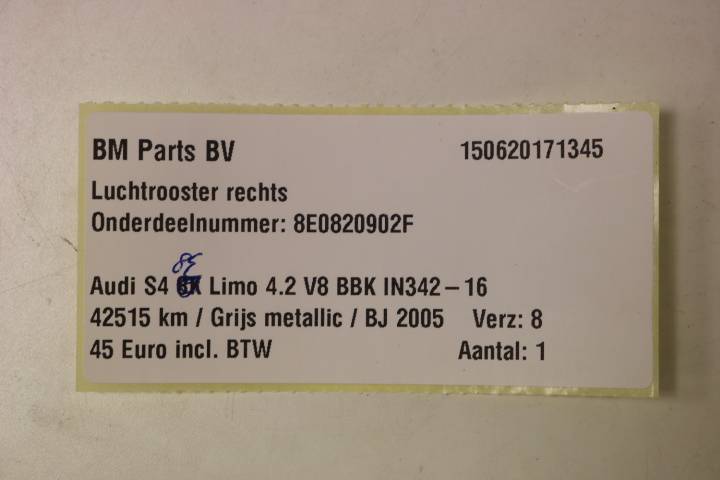 BM Parts BV 150620171345
Luchtrooster rechts
Onderdeelnummer: 8E0820902F
8E
Audi S4 8K Limo 4.2 V8 BBK IN342-16
42515 km / Grijs metallic / BJ 2005 Verz: 8
45 Euro incl. BTW Aantal: 1